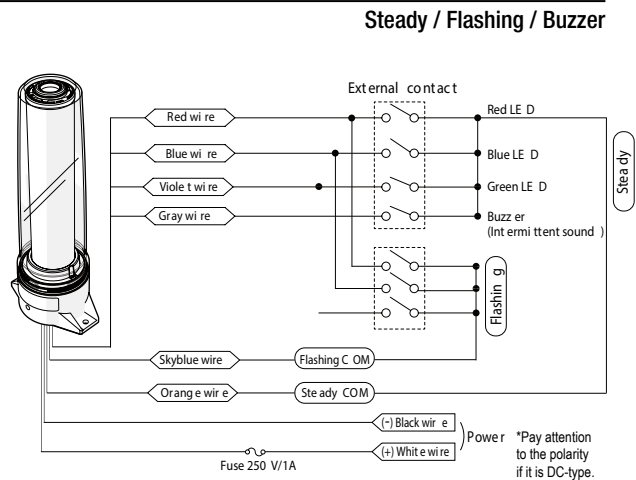 Steady / Flashing / Buzzer
External contact
Red wire
Red LED
Blue wire
Blue LED
Violet wire
Green LED
Steady
Gray wire
Buzzer
(Intermittent sound)
Flashing
Skyblue wire
Flashing COM
Orange wire
Steady COM
(-) Black wire
(+) White wire
Power
Fuse 250 V/1A
*Pay attention
to the polarity
if it is DC-type.